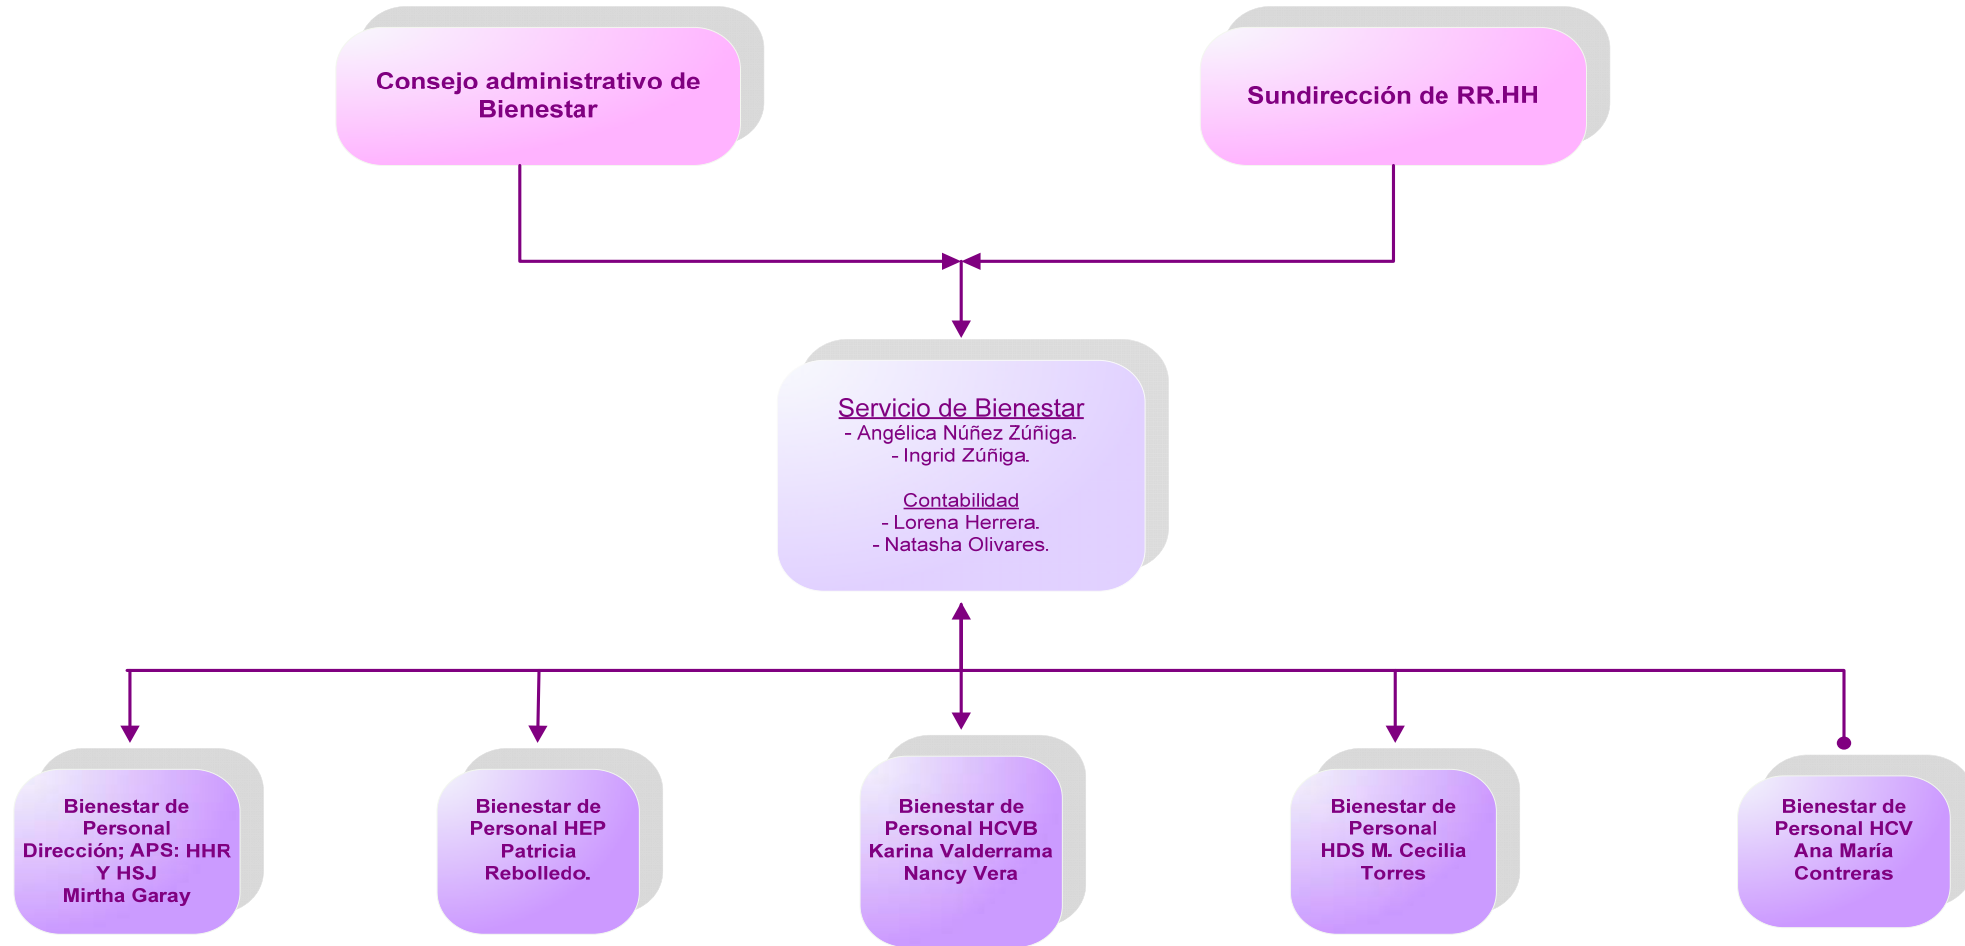 Consejo administrativo de
Bienestar
Sundirección de RR.HH
Servicio de Bienestar
- Angélica Núñez Zúñiga.
- Ingrid Zúñiga.
Contabilidad
- Lorena Herrera.
- Natasha Olivares.
Bienestar de
Personal
Dirección; APS: HHR
Y HSJ
Mirtha Garay
Bienestar de
Personal HEP
Patricia
Rebolledo.
Bienestar de
Personal HCVB
Karina Valderrama
Nancy Vera
Bienestar de
Personal
HDS M. Cecilia
Torres
Bienestar de
Personal HCV
Ana María
Contreras